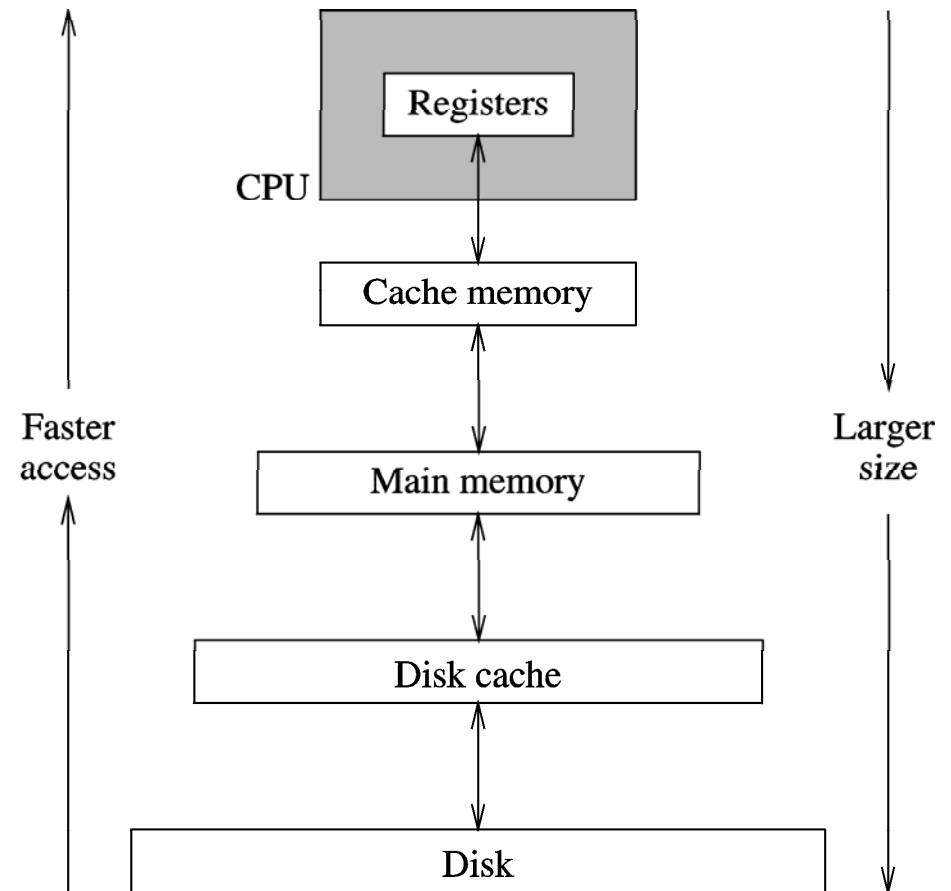 Registers
CPU
Cache memory
Faster
access
Larger
size
Main memory
Disk cache
Disk